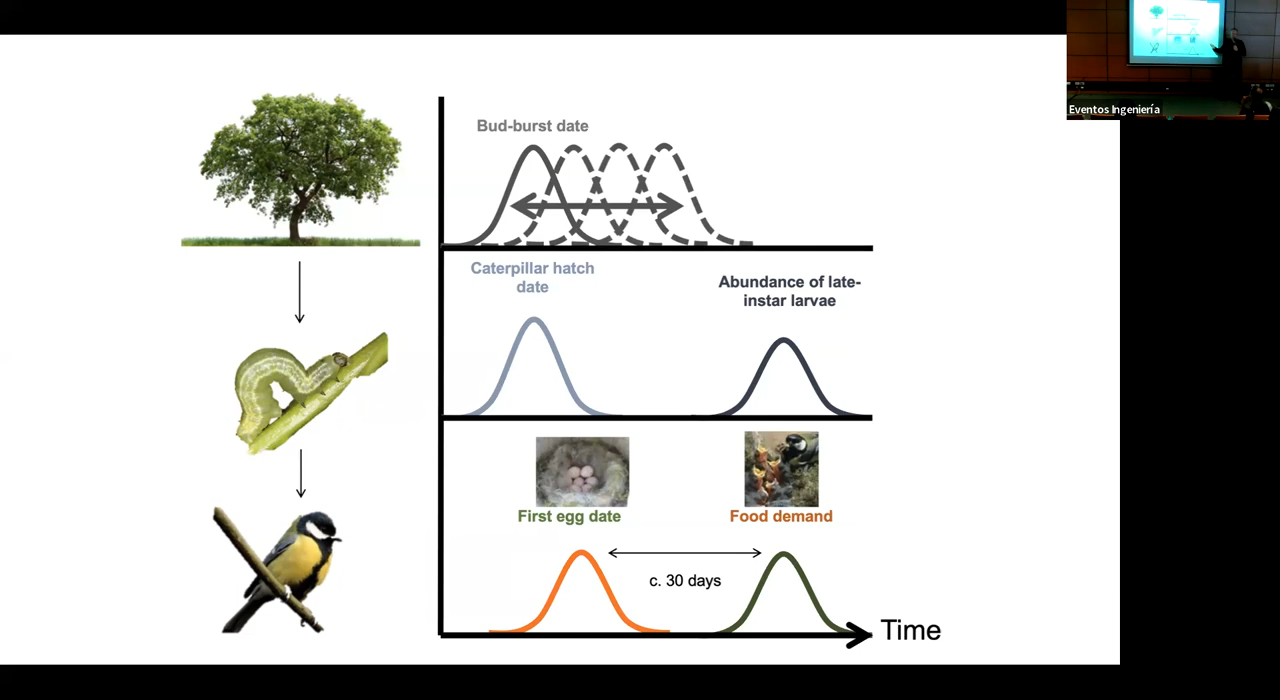 Eventos Ingeniería
Bud-burst date
Caterpillar hatch
date
Abundance of late-
instar larvae
First egg date
Food demand
c. 30 days
Time